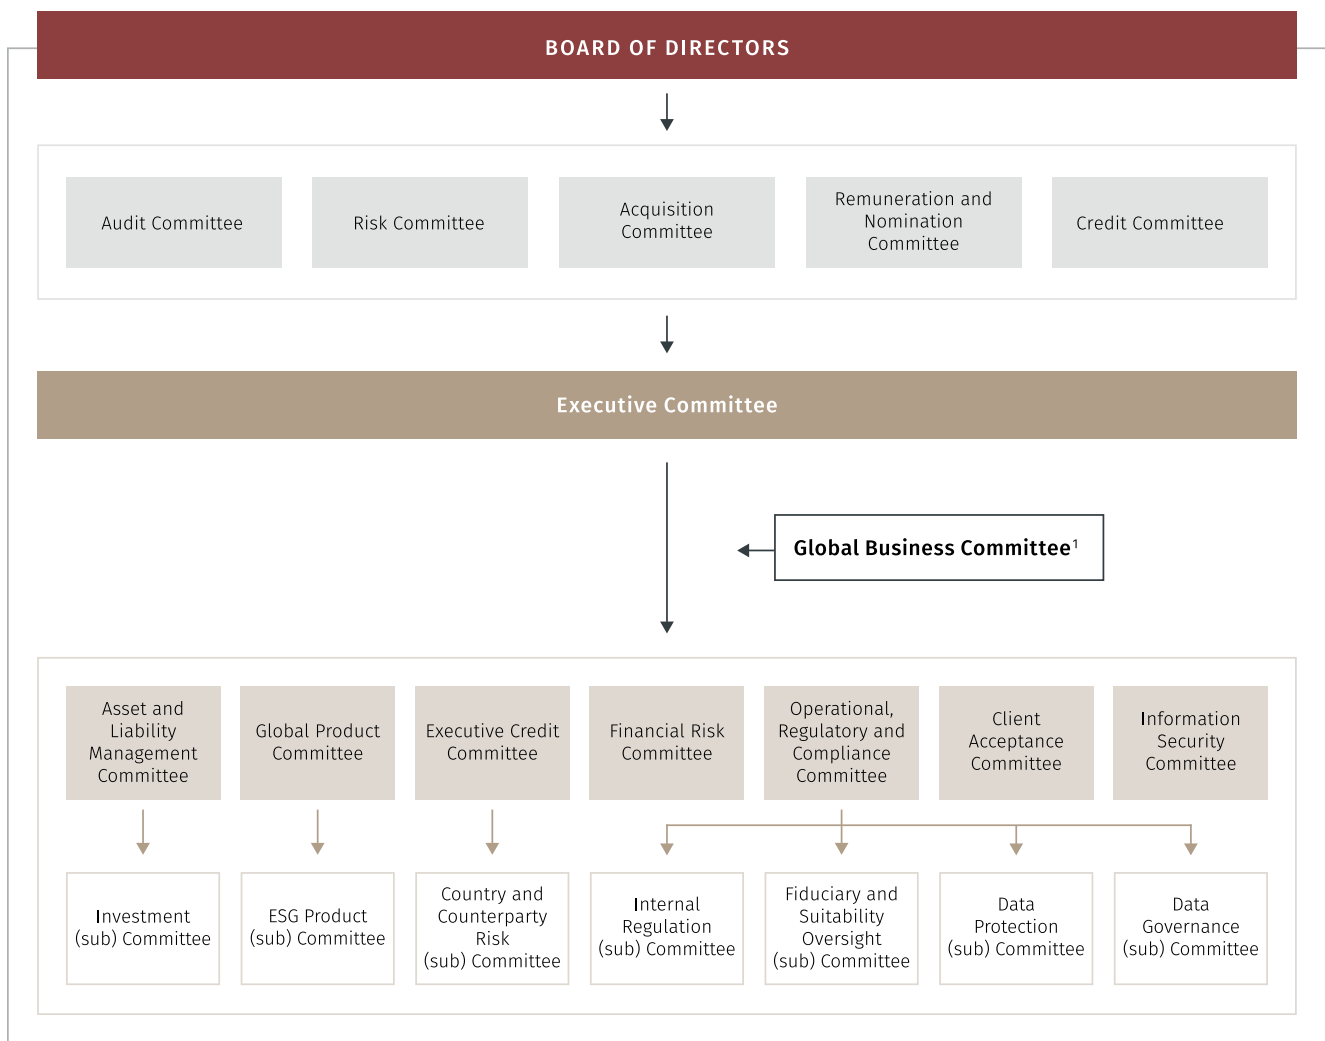 BOARD OF DIRECTORS
Audit Committee
Risk Committee
Acquisition
Committee
Remuneration and
Nomination
Committee
Credit Committee
Executive Committee
Global Business Committee¹
Asset and
Liability
Management
Committee
Global Product
Committee
Executive Credit
Committee
Financial Risk
Committee
Operational,
Regulatory and
Compliance
Committee
Client
Acceptance
Committee
Information
Security
Committee
Investment
(sub) Committee
ESG Product
(sub) Committee
Country and
Counterparty
Risk
(sub) Committee
Internal
Regulation
(sub) Committee
Fiduciary and
Suitability
Oversight
(sub) Committee
Data
Protection
(sub) Committee
Data
Governance
(sub) Committee